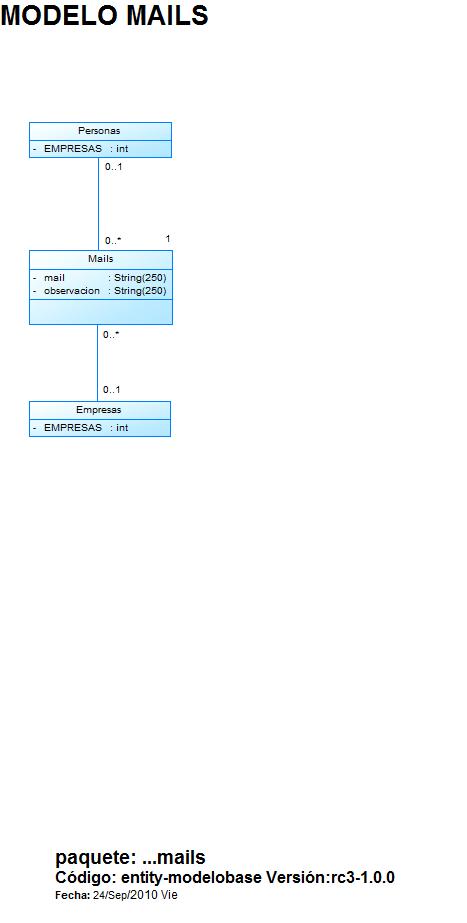 MODELO MAILS
Personas
- EMPRESAS : int
0..1
0..* 1
Mails
- mail : String(250)
- observacion : String(250)
0..*
0..1
Empresas
- EMPRESAS : int
paquete: ...mails
Código: entity-modelobase Versión:rc3-1.0.0
Fecha: 24/Sep/2010 Vie